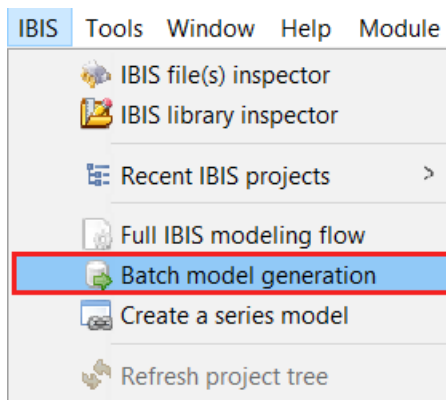 IBIS Tools Window Help Module
IBIS file(s) inspector
IBIS library inspector
Recent IBIS projects >
Full IBIS modeling flow
Batch model generation
Create a series model
Refresh project tree